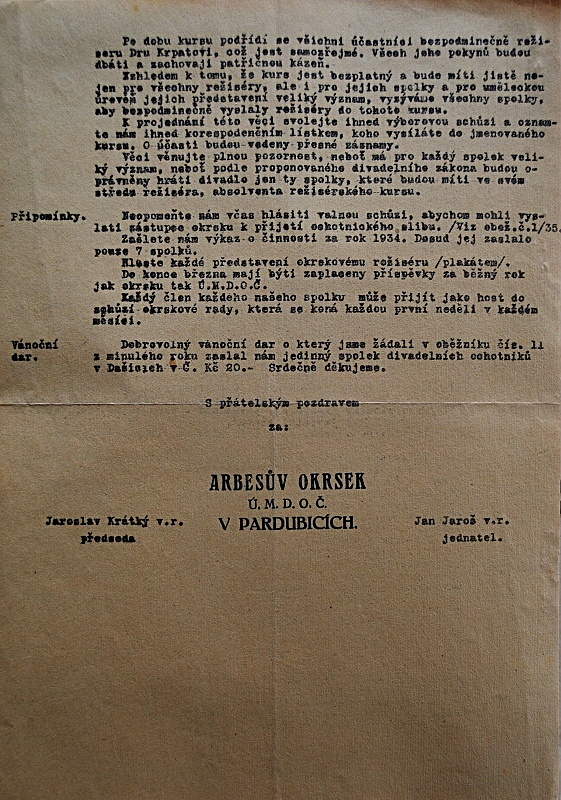 Po dobu kursu podřídí se všichni účastníci bezpodminečně reži-
séru Dru Krpatovi, což jest samozřejmé. Všech jeho pokynů budou
dbáti a zachovají patřičnou kázeň.
Vzhledem k tomu, že kurs jest bezplatný a bude míti jistě ne-
jen pro všechny režiséry, ale i pro jejich spolky a pro uměleckou
úroveň jejich představení veliký význam, vyzýváme všechny spolky,
aby bezpodminečně vyslaly režiséry do tohoto kursu.
K projednání této věci svolejte ihned výborovou schůzi a oznam-
te nám ihned korespodenčním lístkem, koho vysíláte do jmenovaného
kursu. O účasti budou vedeny přesné záznamy.
Věci věnujte plnou pozornost, neboť má pro každý spolek veli-
ký význam, neboť podle proponovaného divadelního zákona budou o-
právněny hráti divadlo jen ty spolky, které budou míti ve svém
středu režiséra, absolventa režisérského kursu.
Připomínky. Neopomeňte nám včas hlásiti valnou schůzi, abychom mohli vys-
lati zástupce okrsku k přijetí ochotnického slibu. /Viz obež.č.1/35.
Zašlete nám výkaz o činnosti za rok 1934. Dosud jej zaslalo
pouze 7 spolků.
Hlaste každé představení okrskovému režiséru /plakátem/.
Do konce března mají býti zaplaceny příspěvky za běžný rok
jak okrsku tak Ú.M.D.O.Č.
Každý člen každého našeho spolku může přijít jako host do
schůzí okrskové rady, která se koná každou první neděli v každém
měsíci.
Vánoční Dobrovolný vánoční dar o který jsme žádali v oběžníku čís. 11
dar. z minulého roku zaslal nám jedinný spolek divadelních ochotníků
v Dašicích v Č. Kč 20.- Srdečně děkujeme.
S přátelským pozdravem
za:
ARBESŮV OKRSEK
Ú. M. D. O. Č.
V PARDUBICÍCH.
Jaroslav Krátký v.r. Jan Jaroš v.r.
předseda jednatel.